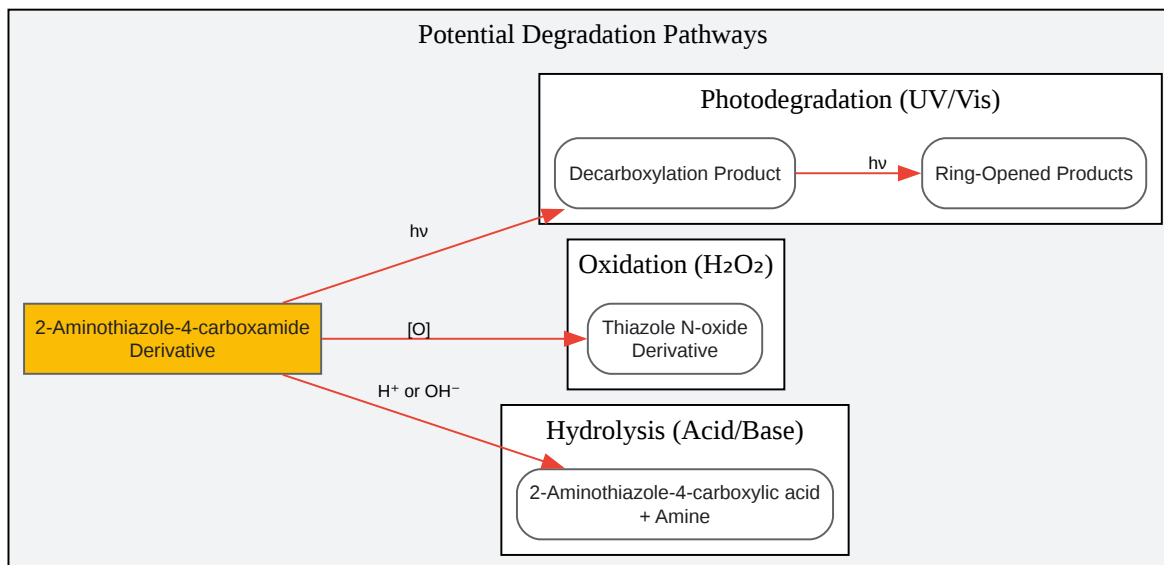 Potential Degradation Pathways
Photodegradation (UV/Vis)
Decarboxylation Product
hν
Ring-Opened Products
hν
Oxidation (H₂O₂)
2-Aminothiazole-4-carboxamide
Derivative
[O]
Thiazole N-oxide
Derivative
H⁺ or OH⁻
Hydrolysis (Acid/Base)
2-Aminothiazole-4-carboxylic acid
+ Amine